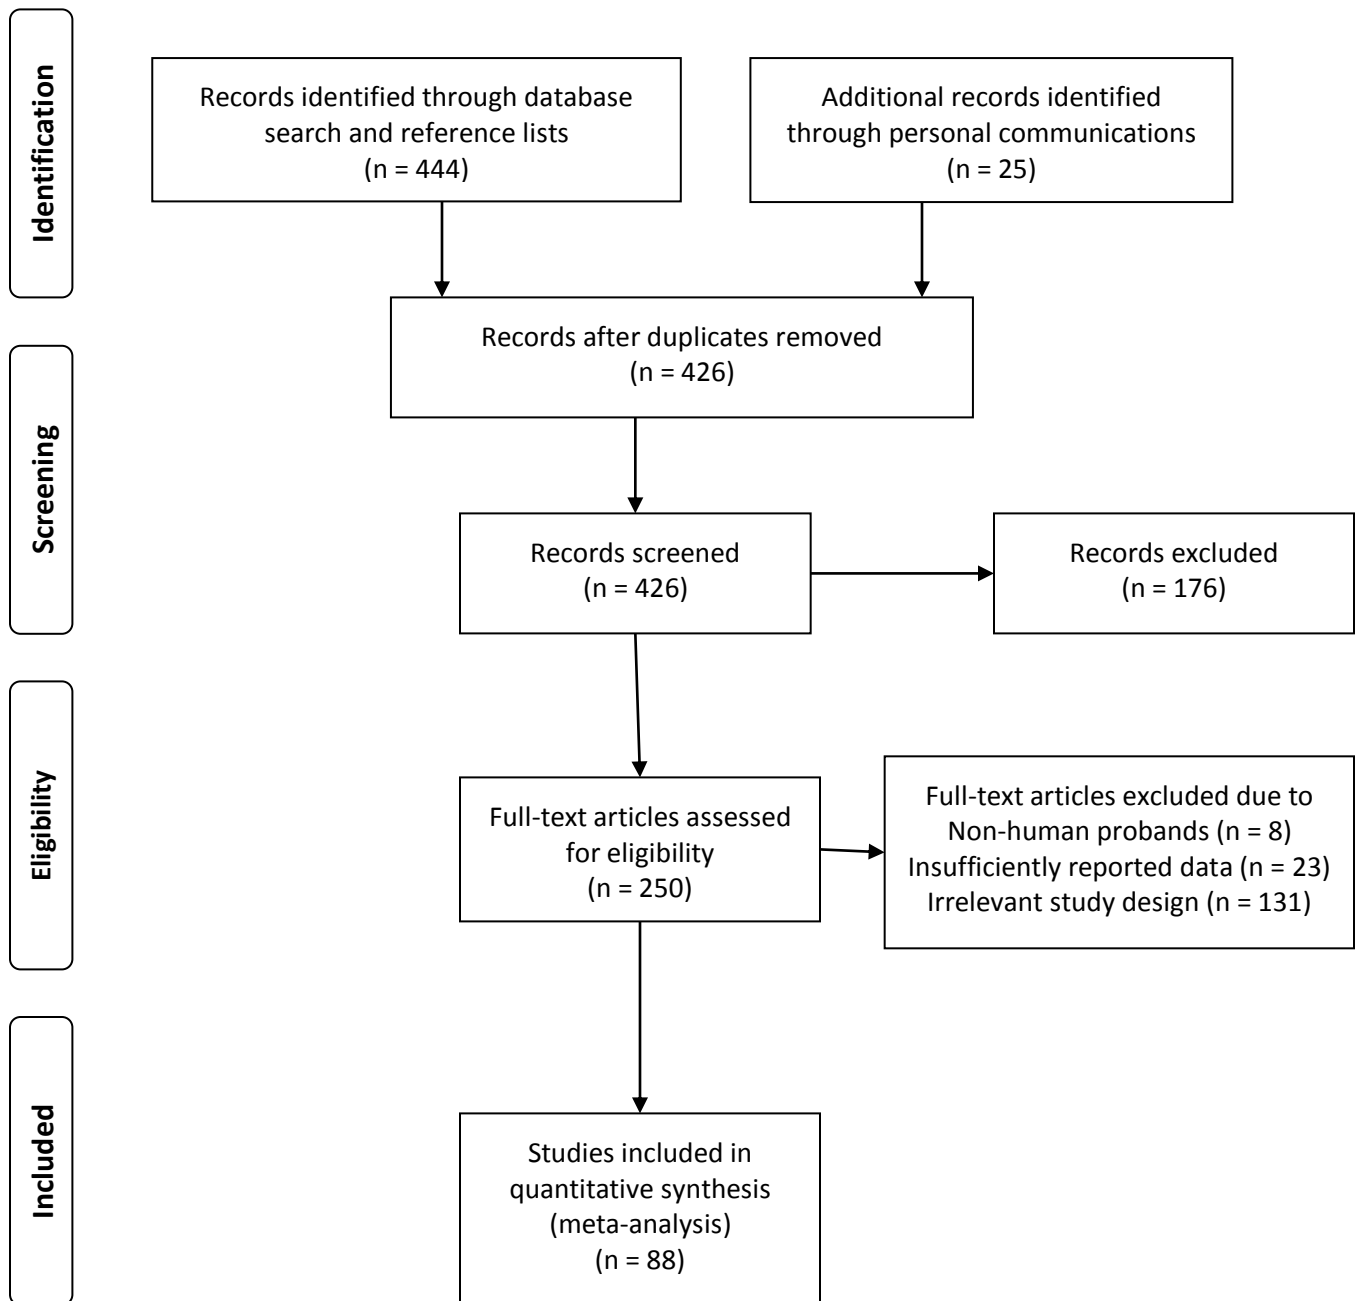 Identification
Records identified through database
search and reference lists
(n = 444)
Additional records identified
through personal communications
(n = 25)
Records after duplicates removed
(n = 426)
Screening
Records screened
(n = 426)
Records excluded
(n = 176)
Eligibility
Full-text articles assessed
for eligibility
(n = 250)
Full-text articles excluded due to
Non-human probands (n = 8)
Insufficiently reported data (n = 23)
Irrelevant study design (n = 131)
Included
Studies included in
quantitative synthesis
(meta-analysis)
(n = 88)